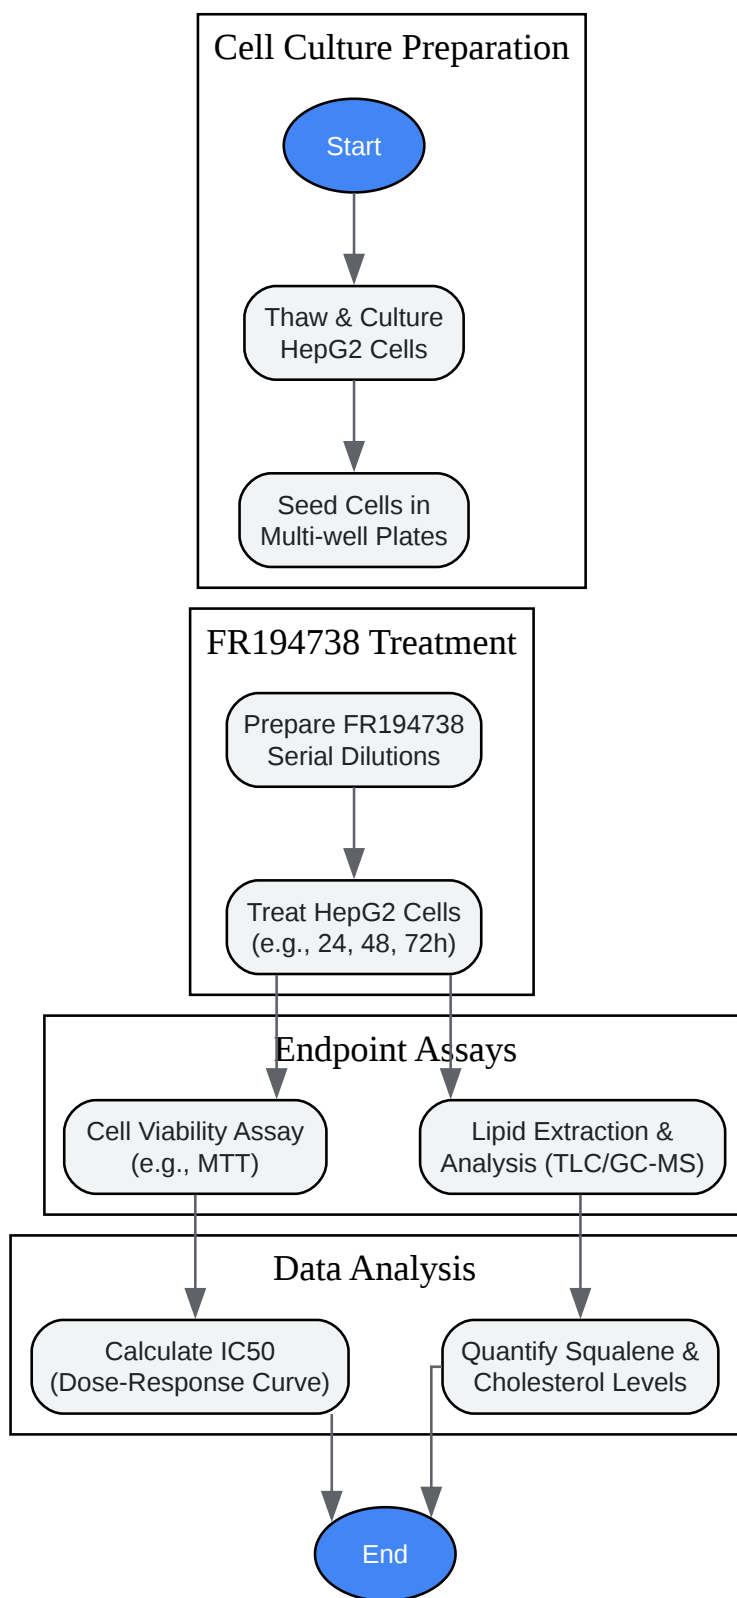 Cell Culture Preparation
Start
Thaw & Culture
HepG2 Cells
Seed Cells in
Multi-well Plates
FR194738 Treatment
Prepare FR194738
Serial Dilutions
Treat HepG2 Cells
(e.g., 24, 48, 72h)
Endpoint Assays
Cell Viability Assay
(e.g., MTT)
Lipid Extraction &
Analysis (TLC/GC-MS)
Data Analysis
Calculate IC50
(Dose-Response Curve)
Quantify Squalene &
Cholesterol Levels
End